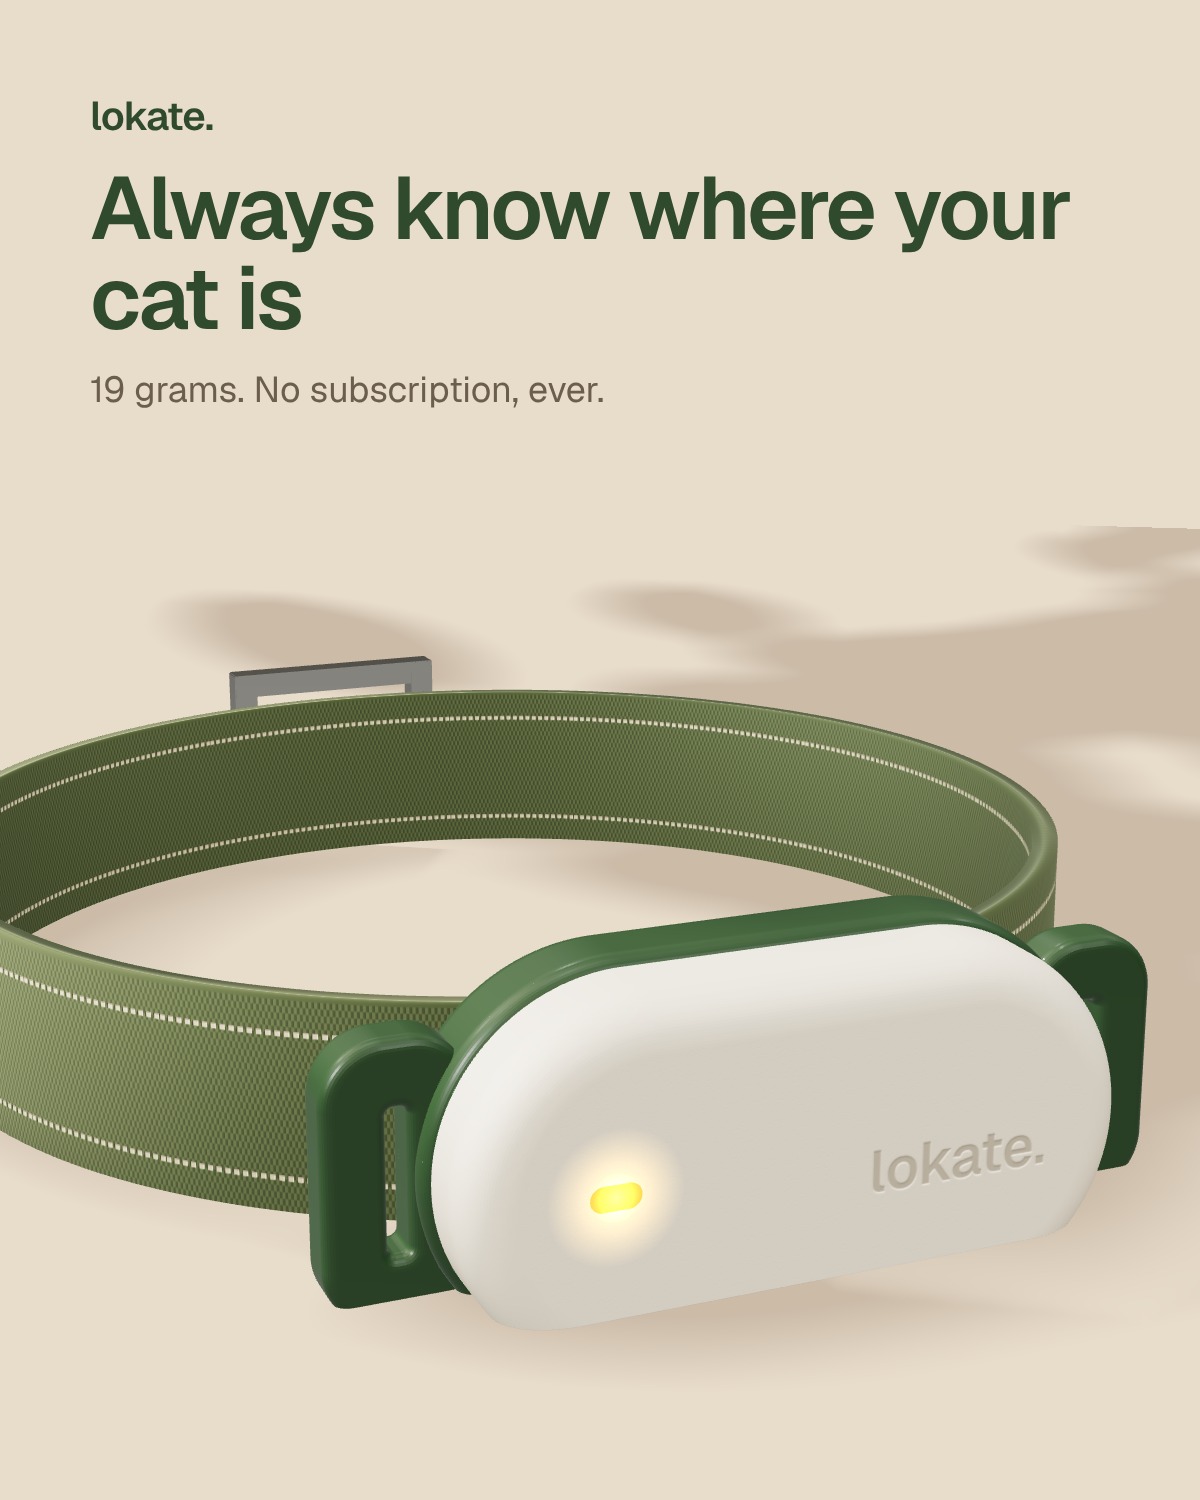 lokate.
Always know where your
cat is
19 grams. No subscription, ever.
lokate.